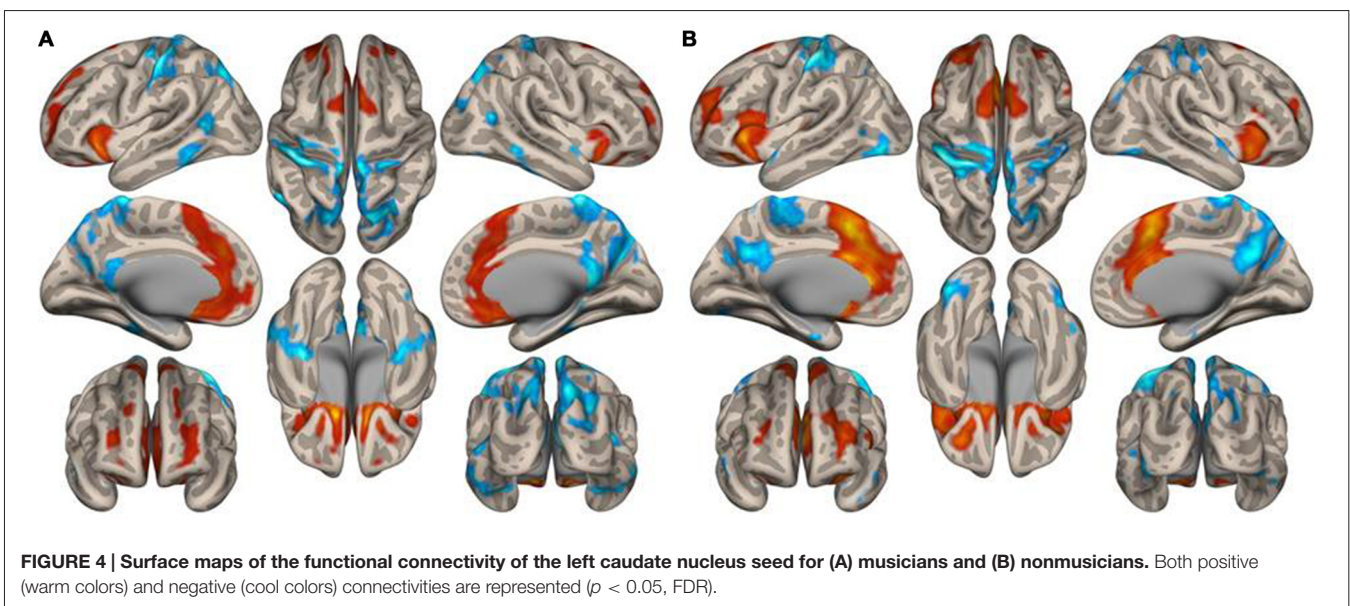 A
B
FIGURE 4 | Surface maps of the functional connectivity of the left caudate nucleus seed for (A) musicians and (B) nonmusicians. Both positive
(warm colors) and negative (cool colors) connectivities are represented (p < 0.05, FDR).